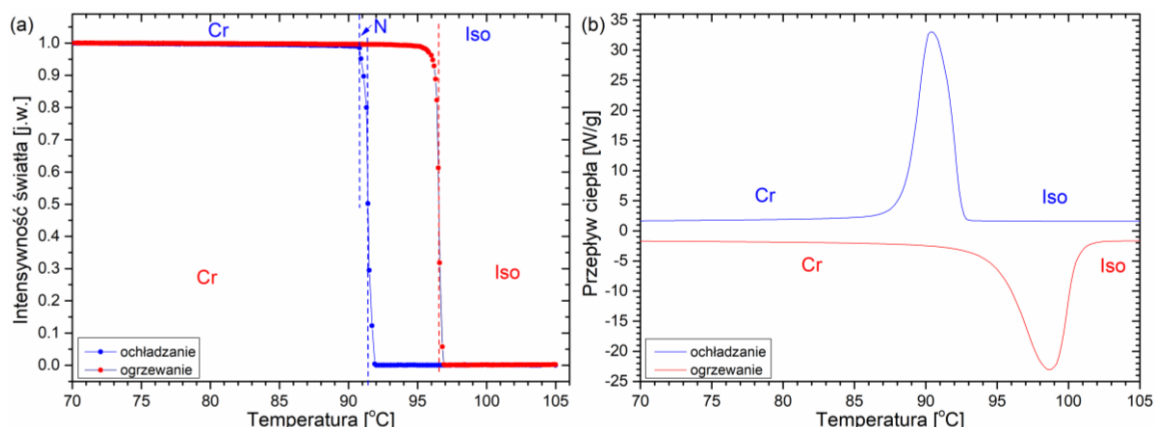 (a)
Cr
N
Iso
1.0
0.9
0.8
0.7
0.6
0.5
0.4
0.3
0.2
0.1
0.0
Intensywność światła [j.w.]
Cr
Iso
ochładzanie
ogrzewanie
70 75 80 85 90 95 100 105
Temperatura [°C]
(b)
35
30
25
20
15
10
5
0
-5
-10
-15
-20
-25
Przepływ ciepła [W/g]
Cr
Iso
Cr
Iso
ochładzanie
ogrzewanie
70 75 80 85 90 95 100 105
Temperatura [°C]